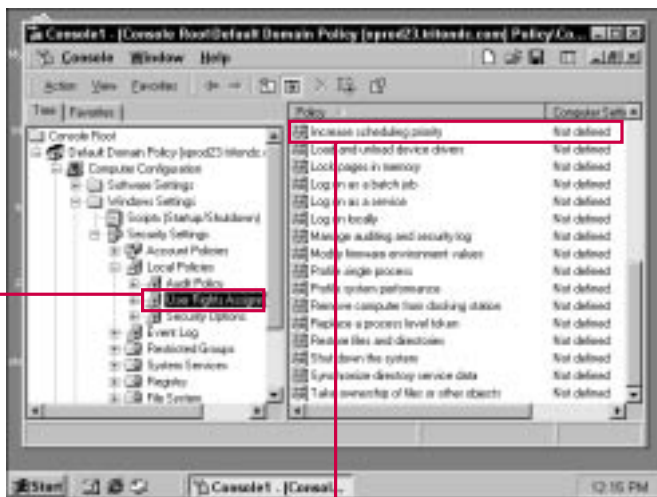 Console1 - [Console Root\Default Domain Policy [nprod23.tritondc.com] Policy\Co...
Console Window Help
Action View Favorites
Tree Favorites
Policy Computer Setti
Console Root
Default Domain Policy [nprod23.tritondc.
Computer Configuration
Software Settings
Windows Settings
Scripts (Startup/Shutdown)
Security Settings
Account Policies
Local Policies
Audit Policy
User Rights Assign
Security Options
Event Log
Restricted Groups
System Services
Registry
File System
Increase scheduling priority Not defined
Load and unload device drivers Not defined
Lock pages in memory Not defined
Log on as a batch job Not defined
Log on as a service Not defined
Log on locally Not defined
Manage auditing and security log Not defined
Modify firmware environment values Not defined
Profile single process Not defined
Profile system performance Not defined
Remove computer from docking station Not defined
Replace a process level token Not defined
Restore files and directories Not defined
Shut down the system Not defined
Synchronize directory service data Not defined
Take ownership of files or other objects Not defined
Start Console1 - [Consol... 12:15 PM